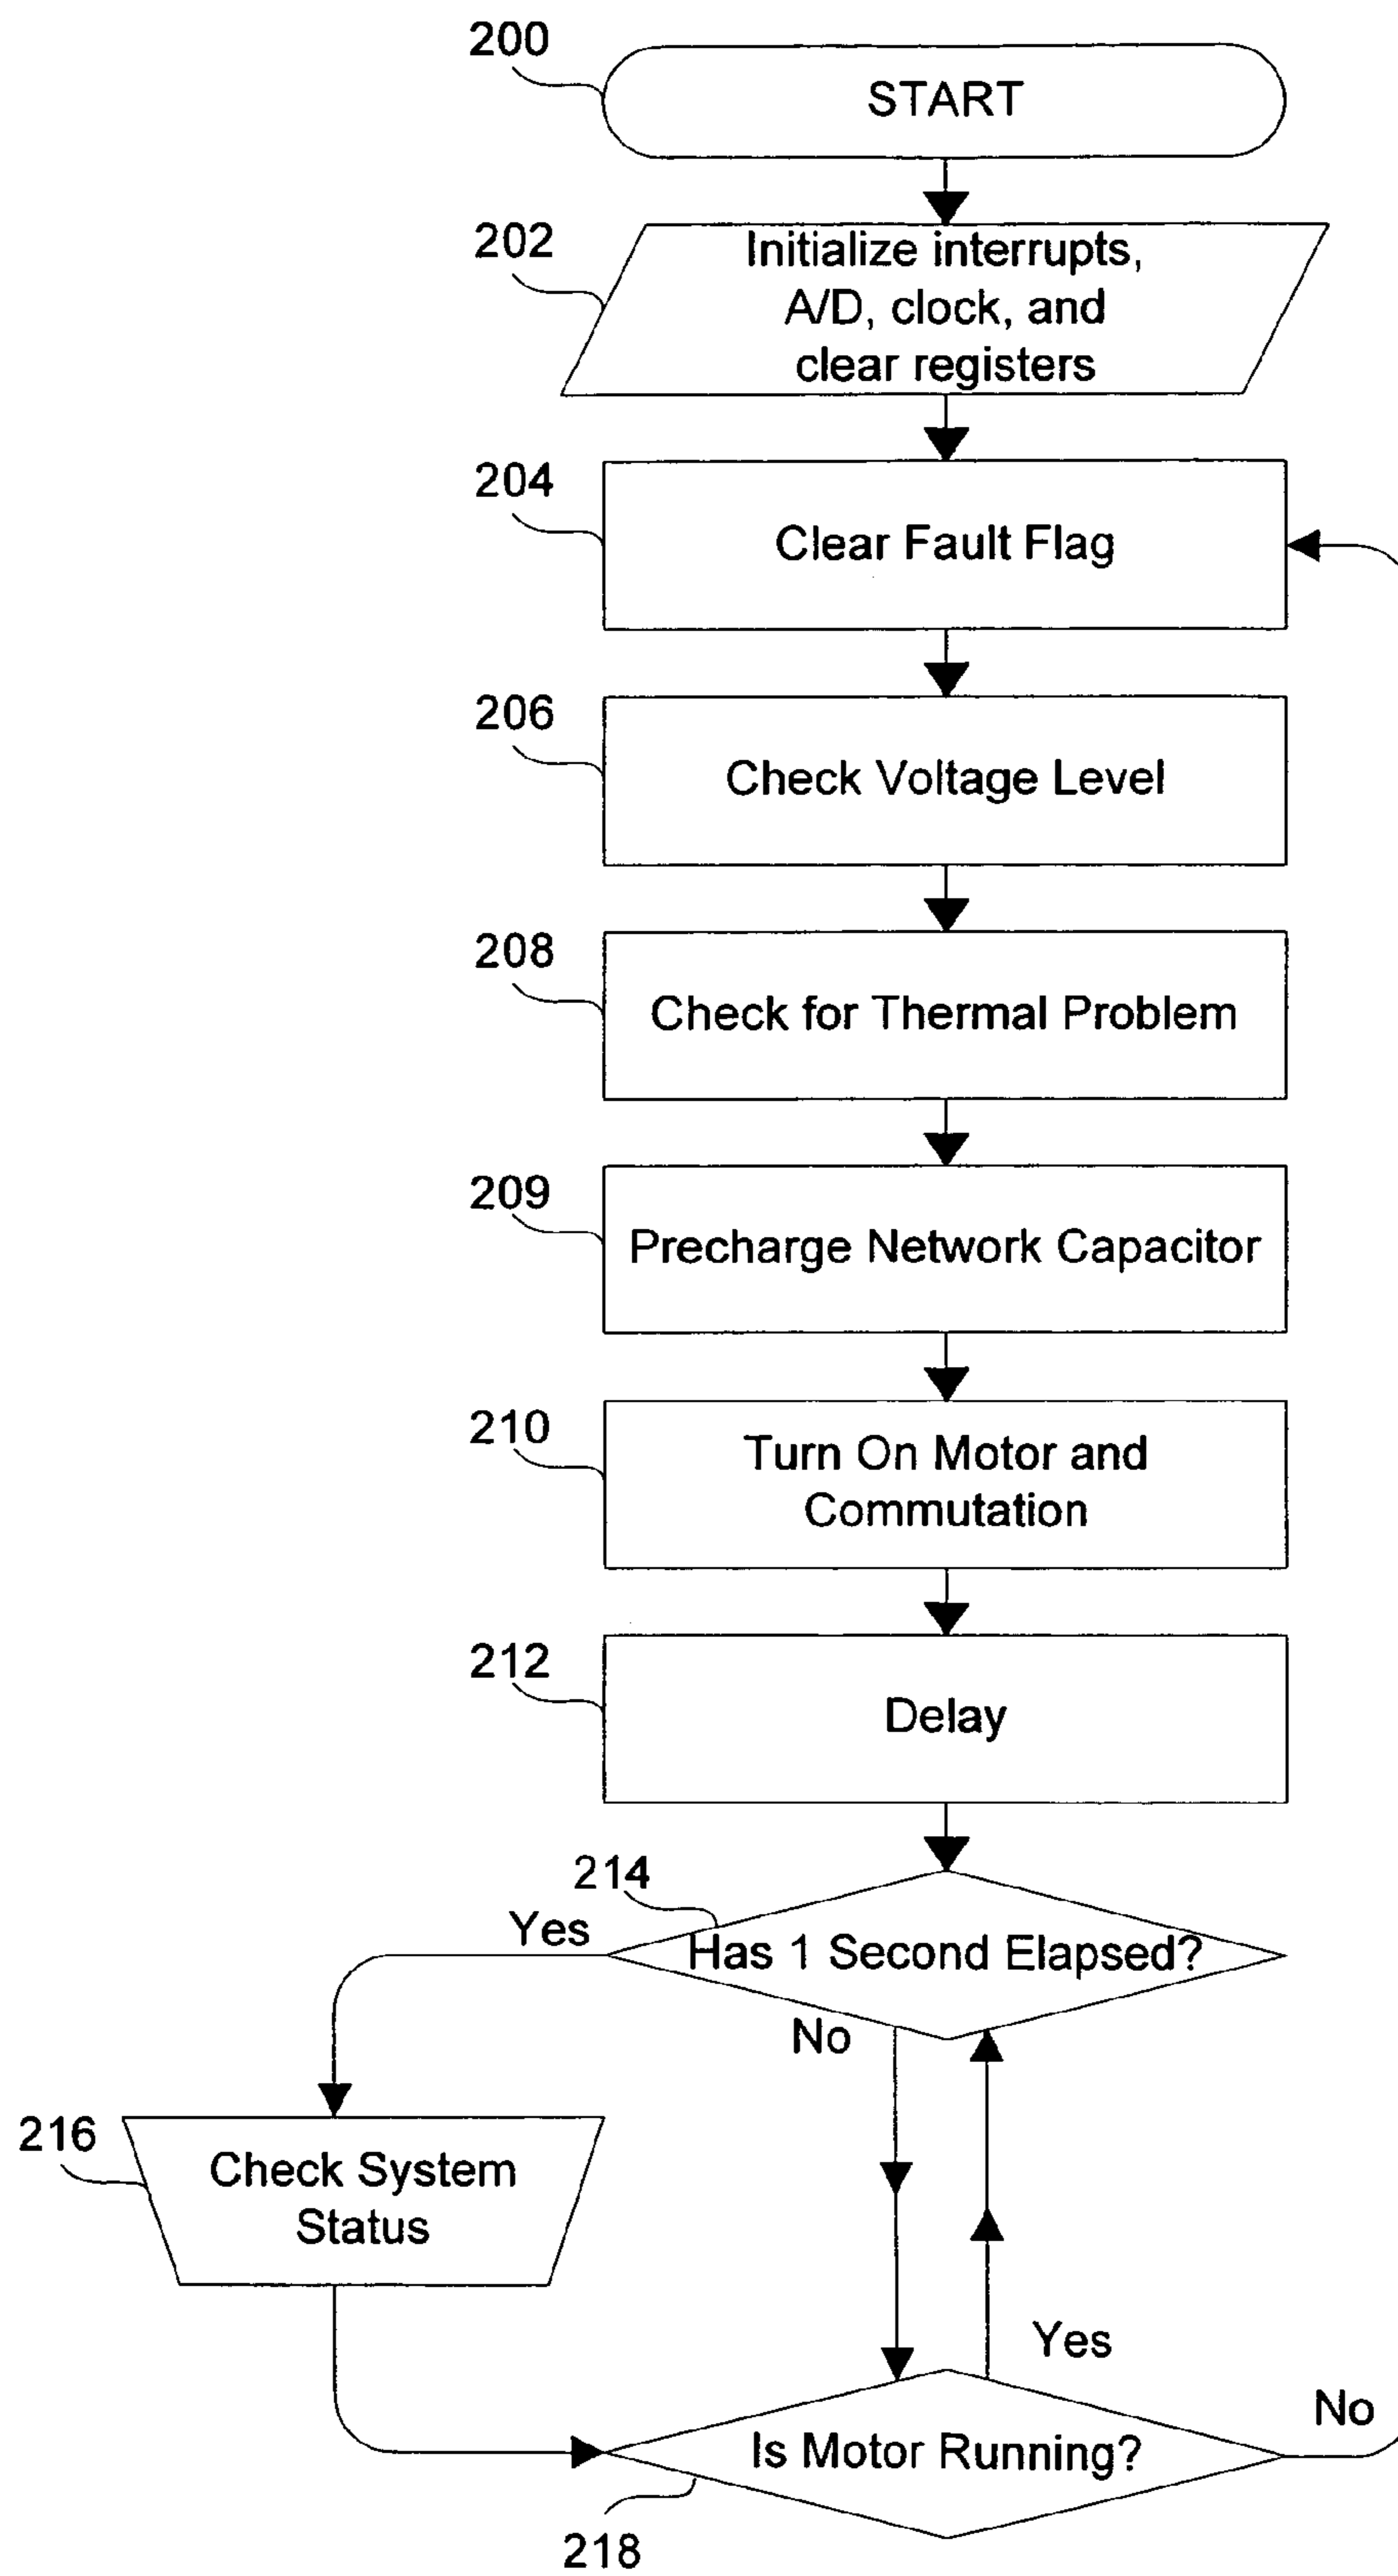 200
START
202
Initialize interrupts,
A/D, clock, and
clear registers
204
Clear Fault Flag
206
Check Voltage Level
208
Check for Thermal Problem
209
Precharge Network Capacitor
210
Turn On Motor and
Commutation
212
Delay
214
Yes
Has 1 Second Elapsed?
No
216
Check System
Status
Yes
No
Is Motor Running?
218